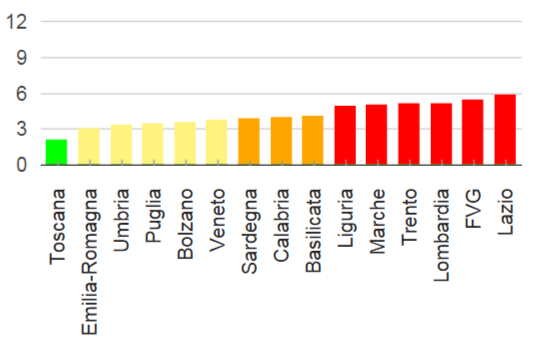 12
9
6
3
0
Toscana
Emilia-Romagna
Umbria
Puglia
Bolzano
Veneto
Sardegna
Calabria
Basilicata
Liguria
Marche
Trento
Lombardia
FVG
Lazio